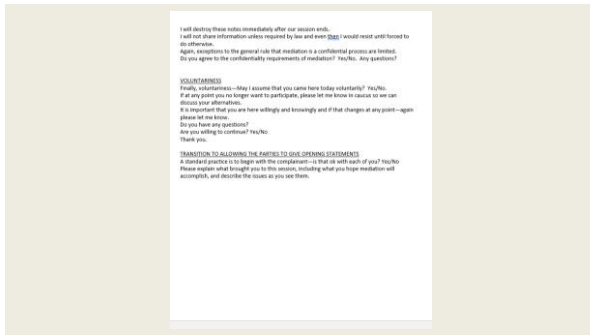 I will destroy these notes immediately after our session ends.
I will not share information unless required by law and even then I would resist until forced to
do otherwise.
Again, exceptions to the general rule that mediation is a confidential process are limited.
Do you agree to the confidentiality requirements of mediation? Yes/No. Any questions?
VOLUNTARINESS
Finally, voluntariness—May I assume that you came here today voluntarily? Yes/No.
If at any point you no longer want to participate, please let me know in caucus so we can
discuss your alternatives.
It is important that you are here willingly and knowingly and if that changes at any point—again
please let me know.
Do you have any questions?
Are you willing to continue? Yes/No
Thank you.
TRANSITION TO ALLOWING THE PARTIES TO GIVE OPENING STATEMENTS
A standard practice is to begin with the complainant—is that ok with each of you? Yes/No
Please explain what brought you to this session, including what you hope mediation will
accomplish, and describe the issues as you see them.